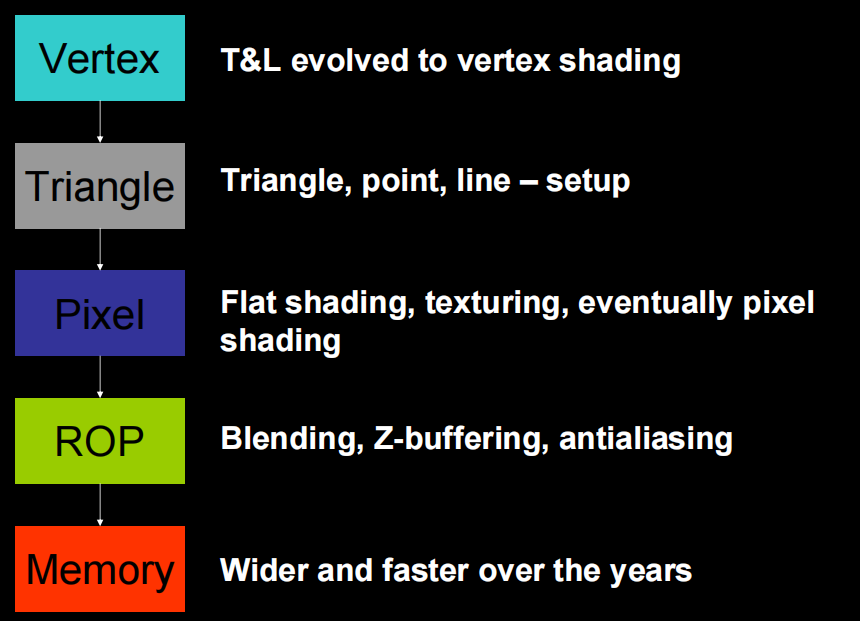 Vertex
T&L evolved to vertex shading
Triangle
Triangle, point, line – setup
Pixel
Flat shading, texturing, eventually pixel
shading
ROP
Blending, Z-buffering, antialiasing
Memory
Wider and faster over the years